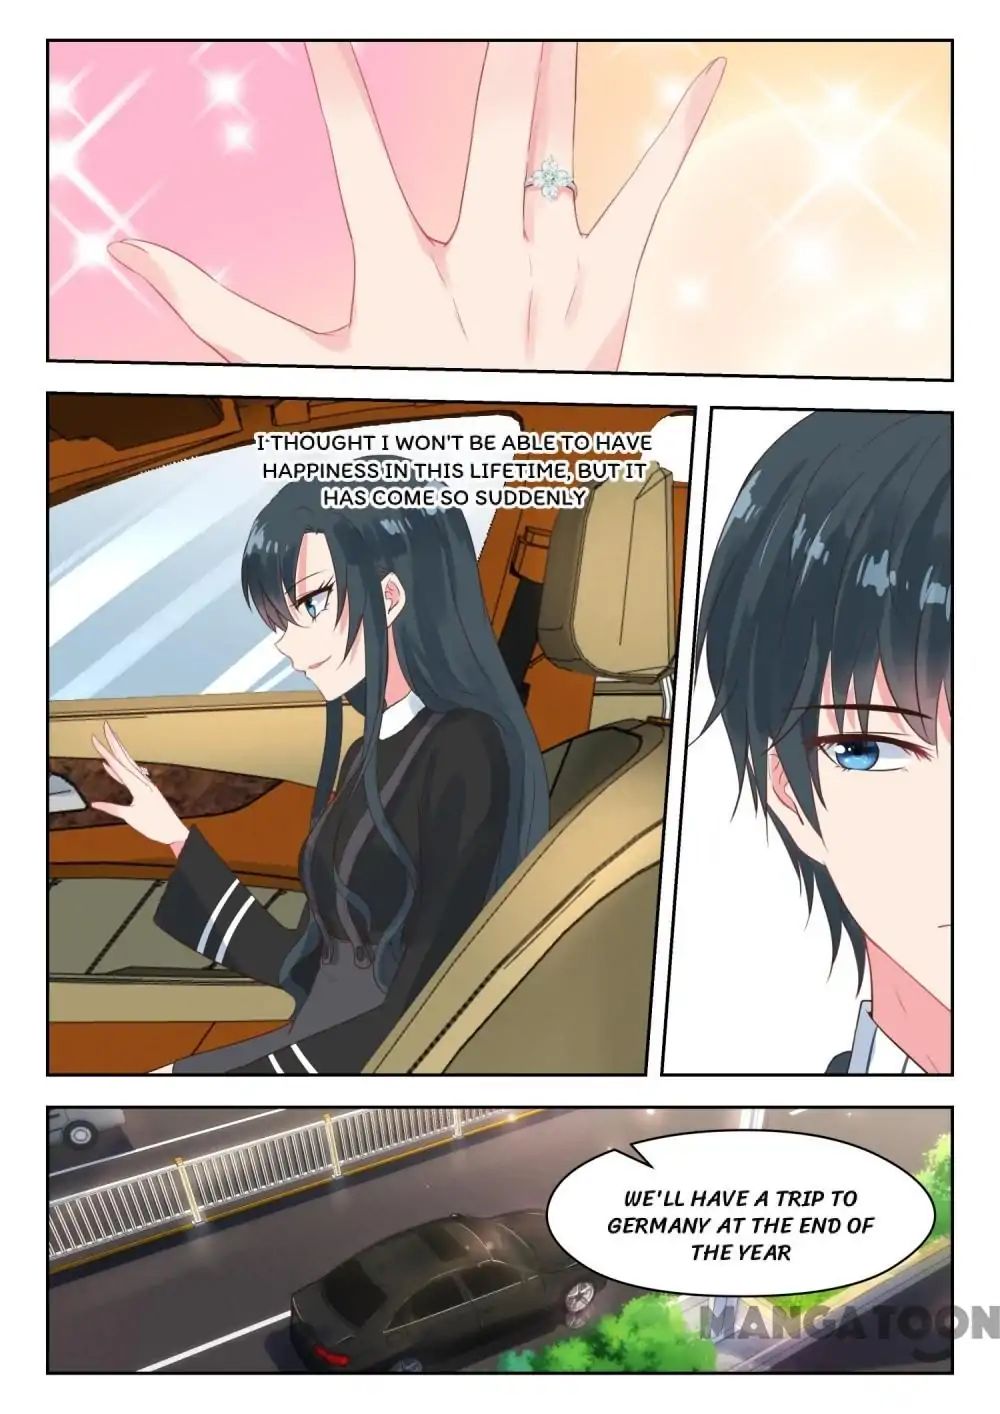 I THOUGHT I WON'T BE ABLE TO HAVE
HAPPINESS IN THIS LIFETIME, BUT IT
HAS COME SO SUDDENLY
WE'LL HAVE A TRIP TO
GERMANY AT THE END OF
THE YEAR
MANGATOON